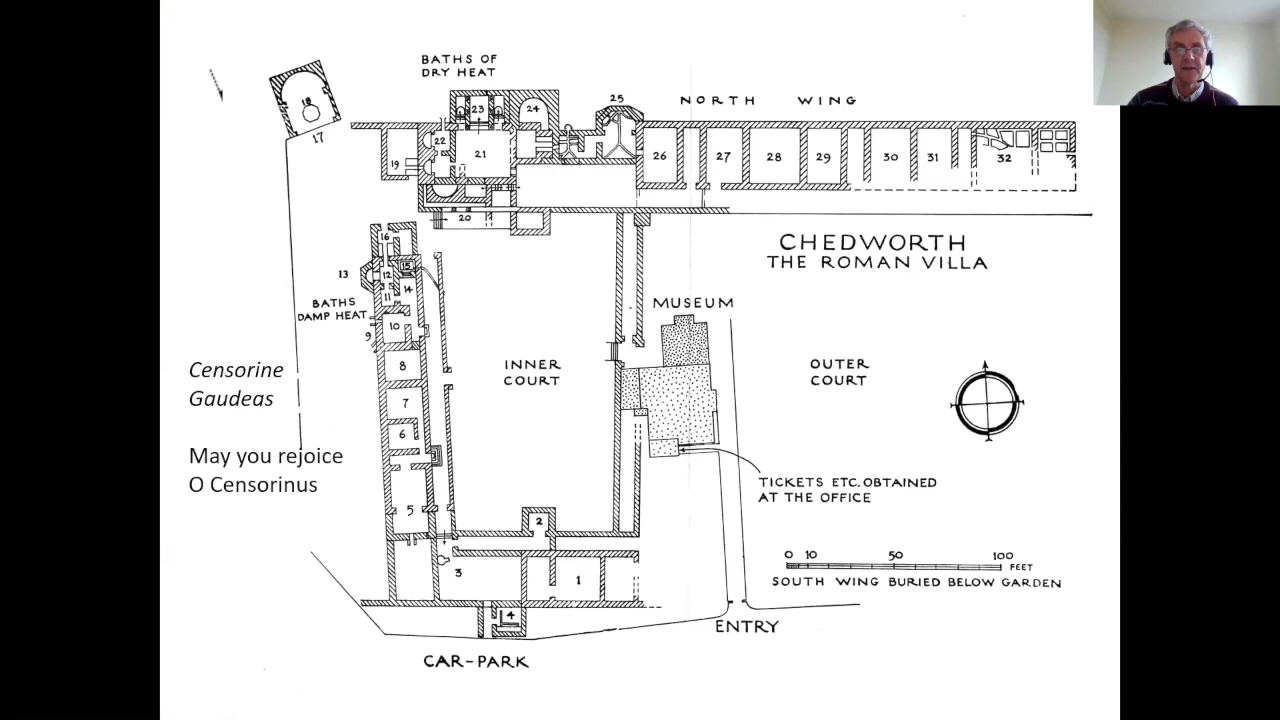 BATHS OF
DRY HEAT
18
17
23
24
25
NORTH WING
22
21
19
20
26
27
28
29
30
31
32
16
13
12
15
11
14
BATHS
DAMP HEAT
10
9
8
7
6
5
CHEDWORTH
THE ROMAN VILLA
MUSEUM
INNER
COURT
OUTER
COURT
Censorine
Gaudeas
May you rejoice
O Censorinus
TICKETS ETC. OBTAINED
AT THE OFFICE
2
3
1
4
0 10 50 100
FEET
SOUTH WING BURIED BELOW GARDEN
ENTRY
CAR-PARK